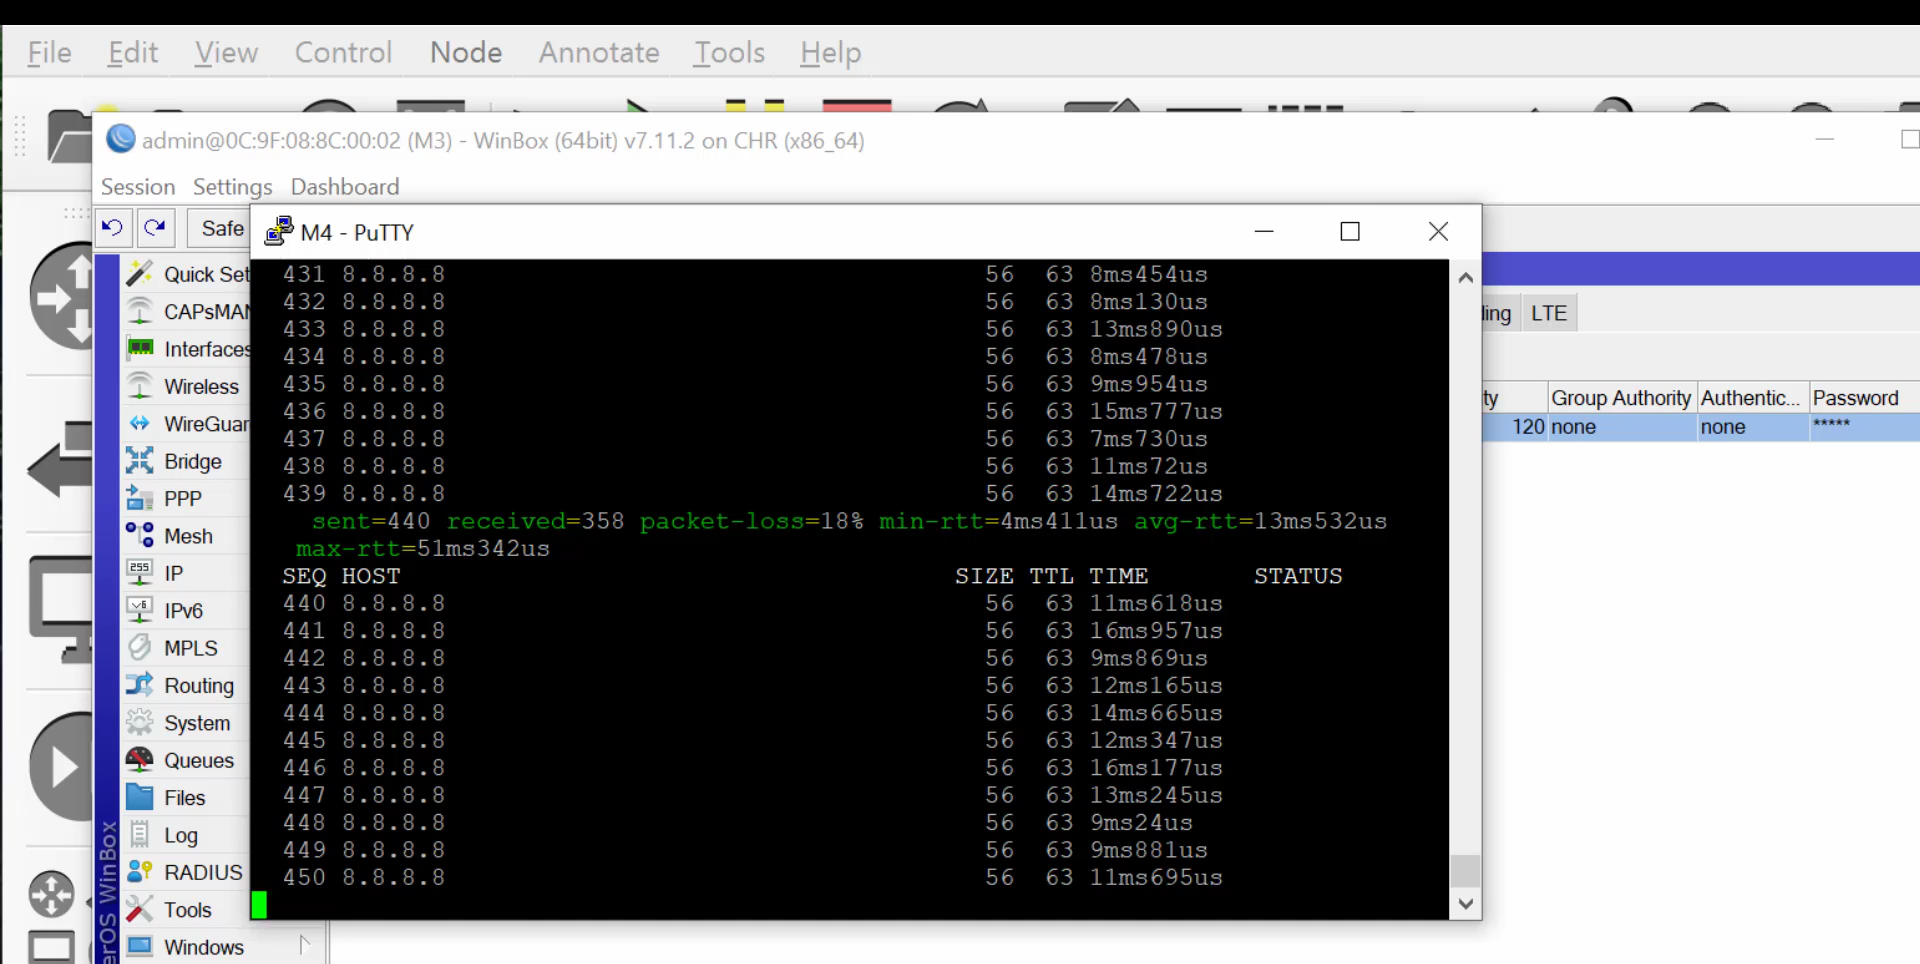 File Edit View Control Node Annotate Tools Help
admin@0C:9F:08:8C:00:02 (M3) - WinBox (64bit) v7.11.2 on CHR (x86_64)
Session Settings Dashboard
Safe
M4 - PuTTY
Quick Set
CAPsMAN
Interfaces
Wireless
WireGuar
Bridge
PPP
Mesh
IP
IPv6
MPLS
Routing
System
Queues
Files
Log
RADIUS
Tools
Windows
erOS WinBox
431 8.8.8.8 56 63 8ms454us
432 8.8.8.8 56 63 8ms130us
433 8.8.8.8 56 63 13ms890us
434 8.8.8.8 56 63 8ms478us
435 8.8.8.8 56 63 9ms954us
436 8.8.8.8 56 63 15ms777us
437 8.8.8.8 56 63 7ms730us
438 8.8.8.8 56 63 11ms72us
439 8.8.8.8 56 63 14ms722us
sent=440 received=358 packet-loss=18% min-rtt=4ms411us avg-rtt=13ms532us
max-rtt=51ms342us
SEQ HOST SIZE TTL TIME STATUS
440 8.8.8.8 56 63 11ms618us
441 8.8.8.8 56 63 16ms957us
442 8.8.8.8 56 63 9ms869us
443 8.8.8.8 56 63 12ms165us
444 8.8.8.8 56 63 14ms665us
445 8.8.8.8 56 63 12ms347us
446 8.8.8.8 56 63 16ms177us
447 8.8.8.8 56 63 13ms245us
448 8.8.8.8 56 63 9ms24us
449 8.8.8.8 56 63 9ms881us
450 8.8.8.8 56 63 11ms695us
ling LTE
ty Group Authority Authentic... Password
120 none none *****